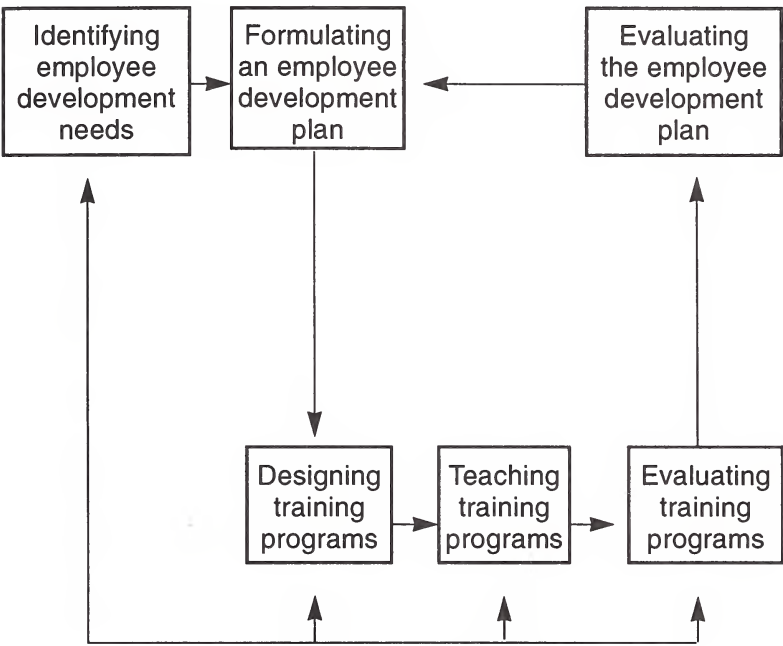 Identifying
employee
development
needs
Formulating
an employee
development
plan
Evaluating
the employee
development
plan
Designing
training
programs
Teaching
training
programs
Evaluating
training
programs